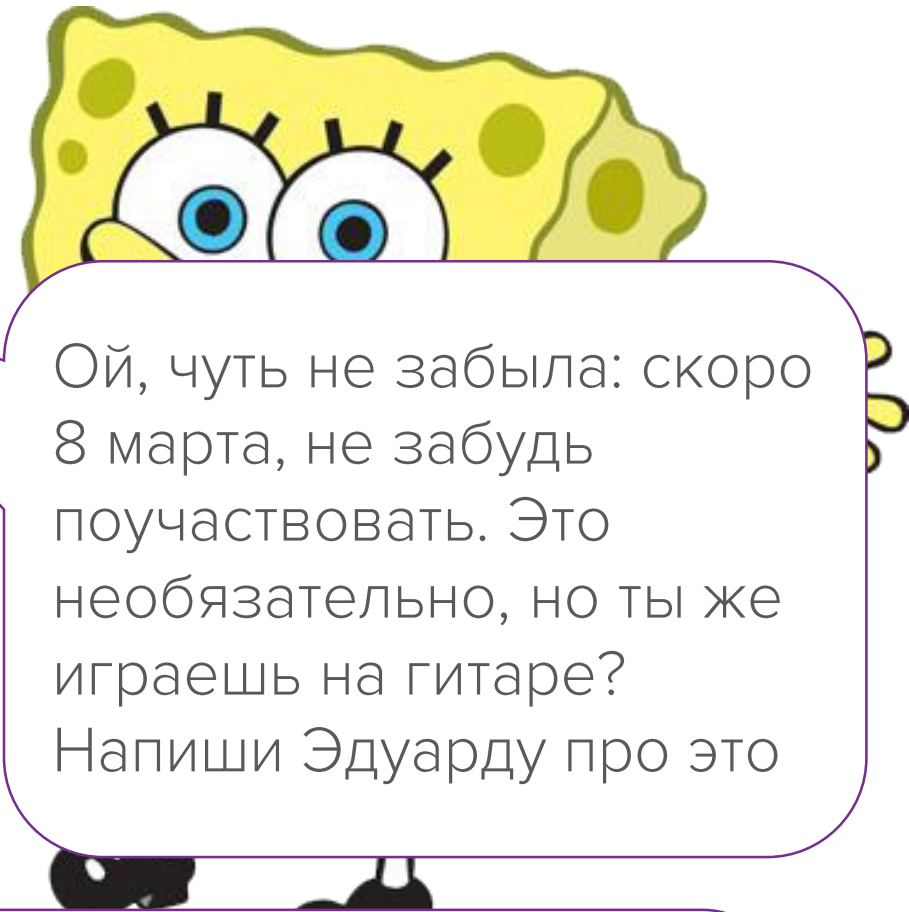 Ой, чуть не забыла: скоро
8 марта, не забудь
поучаствовать. Это
необязательно, но ты же
играешь на гитаре?
Напиши Эдуарду про это